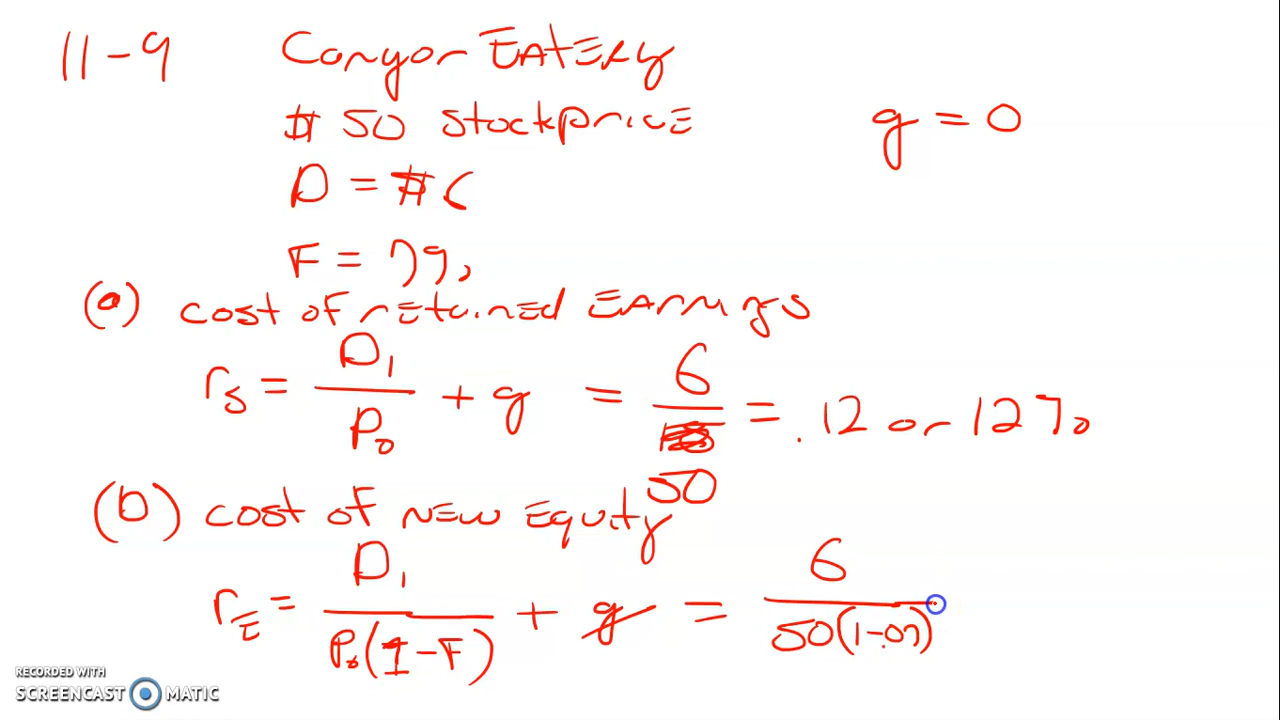 11-9 Canyor EATERY
$50 stockprice g = 0
D = $6
F = 7%
(a) cost of retained EARNINGS
rs = D1 / P0 + g = 6 / 50 = .12 or 12%
(b) cost of NEW Equity
rE = D1 / P0(1-F) + g = 6 / 50(1-.07)
RECORDED WITH
SCREENCAST MATIC